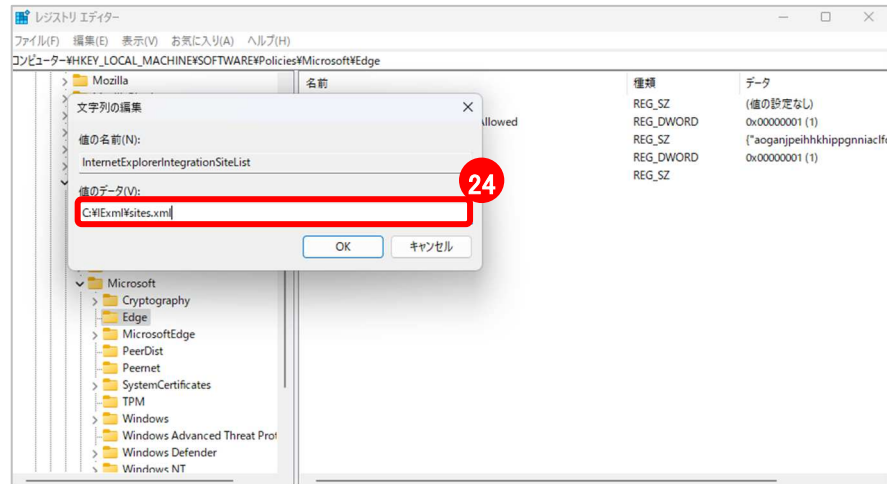 レジストリ エディター
ファイル(F) 編集(E) 表示(V) お気に入り(A) ヘルプ(H)
コンピューター¥HKEY_LOCAL_MACHINE¥SOFTWARE¥Policies¥Microsoft¥Edge
Mozilla
名前 種類 データ
REG_SZ (値の設定なし)
llowed REG_DWORD 0x00000001 (1)
REG_SZ {"aoganjpeihhkhippgnniaclfo
REG_DWORD 0x00000001 (1)
REG_SZ
文字列の編集
値の名前(N):
InternetExplorerIntegrationSiteList
値のデータ(V):
24
C:¥IExml¥sites.xml
OK キャンセル
Microsoft
Cryptography
Edge
MicrosoftEdge
PeerDist
Peernet
SystemCertificates
TPM
Windows
Windows Advanced Threat Prot
Windows Defender
Windows NT